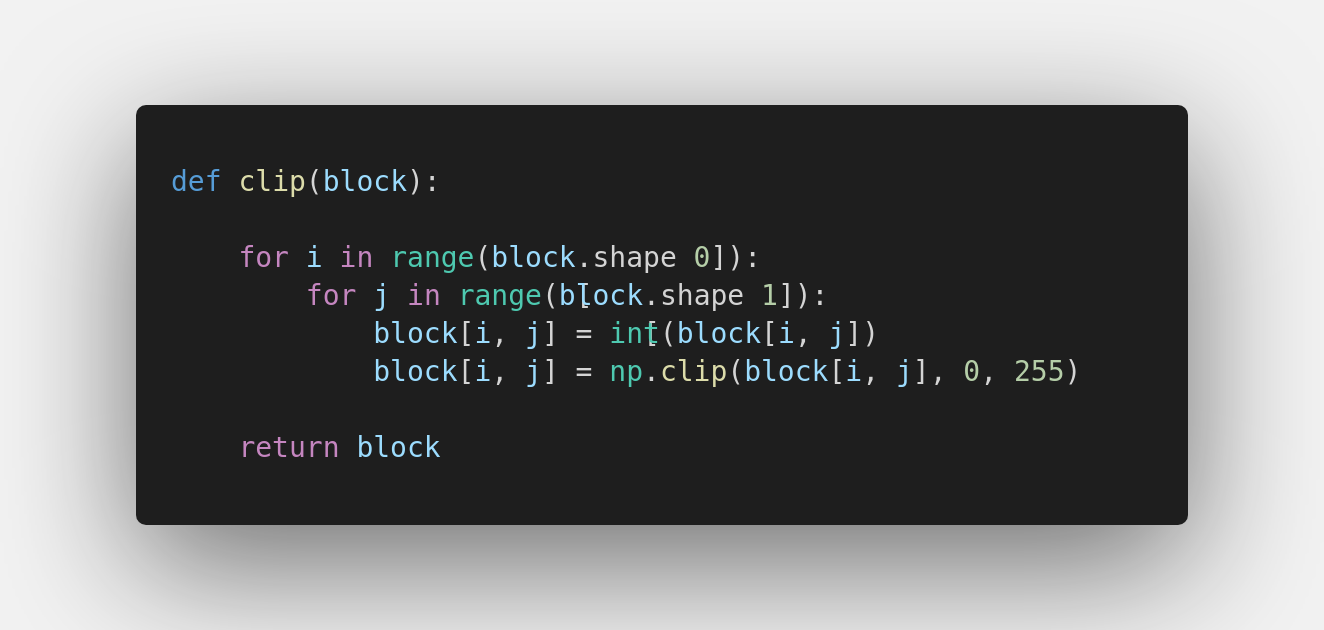 def clip(block):
for i in range(block.shape[0]):
for j in range(block.shape[1]):
block[i, j] = int(block[i, j])
block[i, j] = np.clip(block[i, j], 0, 255)
return block